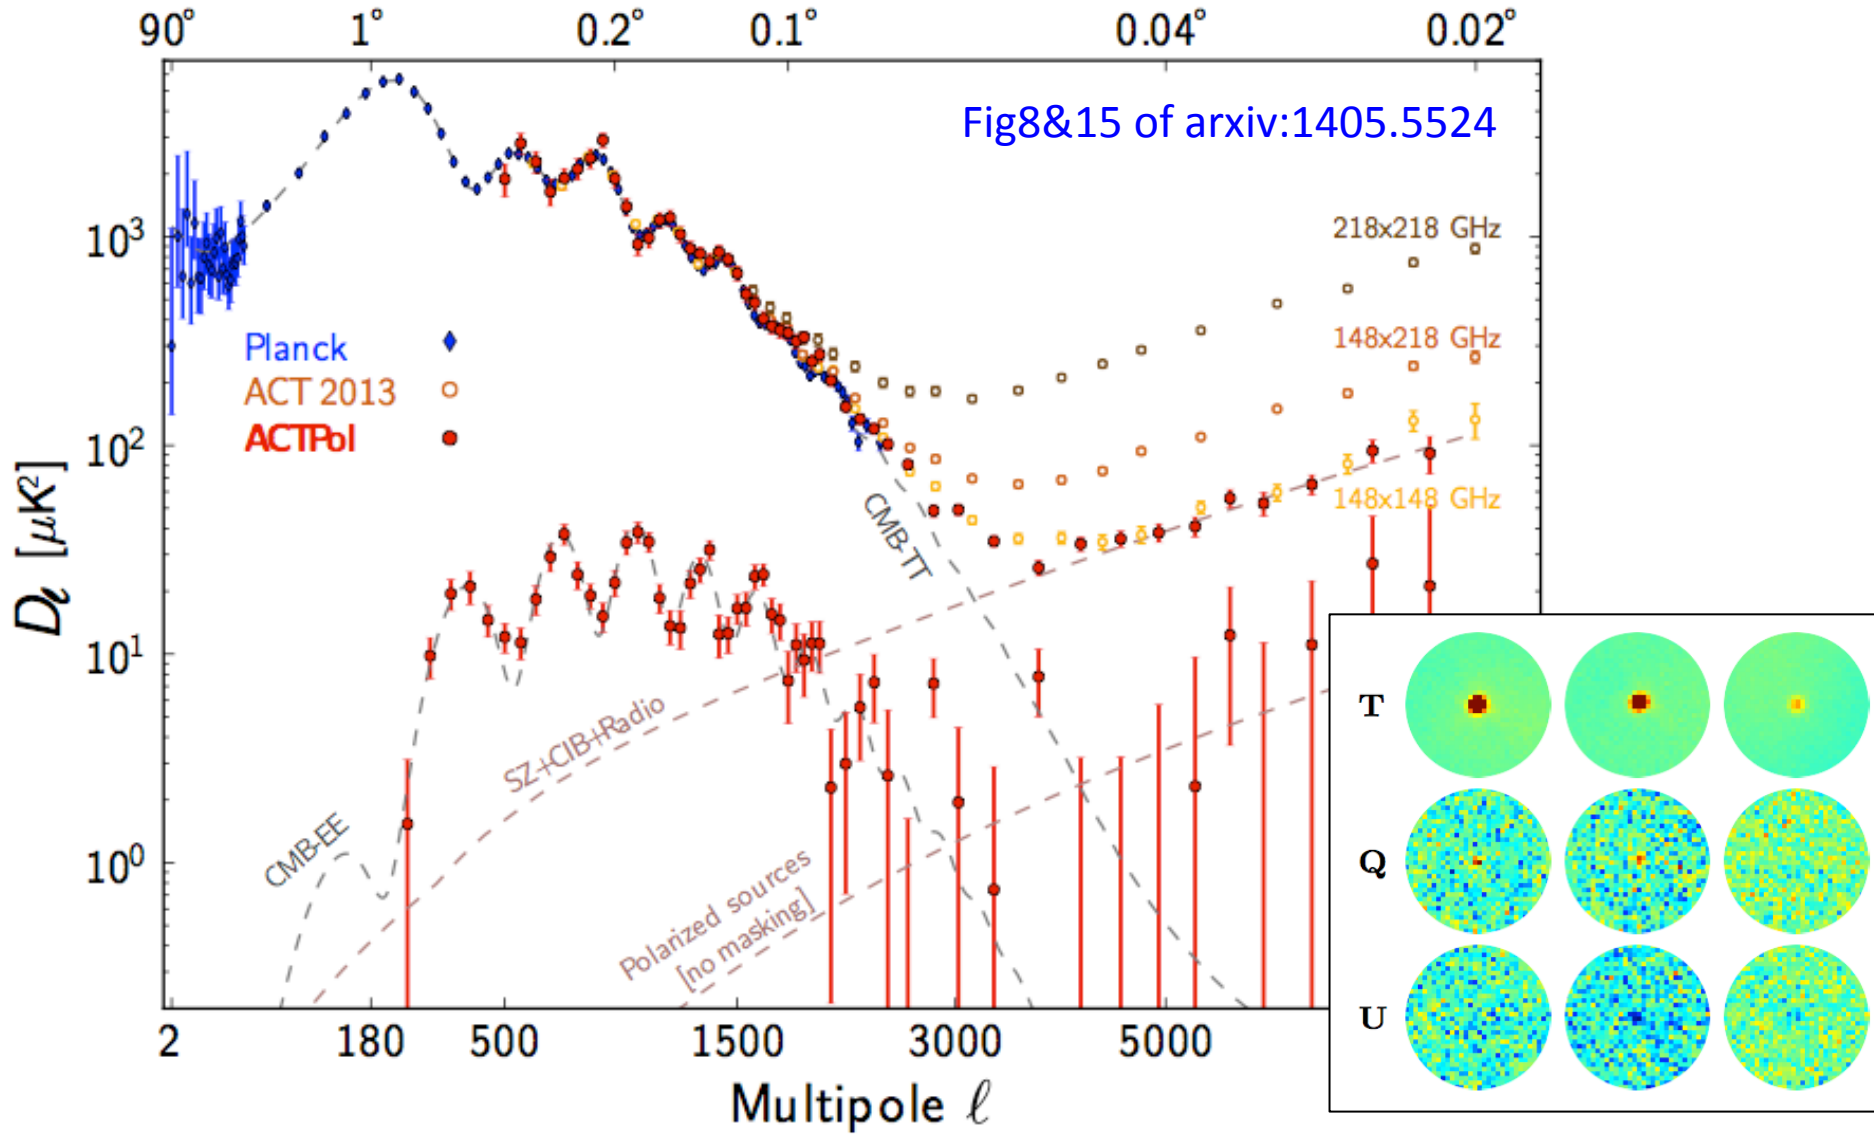 90° 1° 0.2° 0.1° 0.04° 0.02°
Fig8&15 of arxiv:1405.5524
10³
218x218 GHz
Planck
148x218 GHz
ACT 2013
ACTPol
10²
148x148 GHz
CMB-TT
Dℓ [μK²]
10¹
SZ+CIB+Radio
CMB-EE
10⁰
Polarized sources
[no masking]
T
Q
U
2 180 500 1500 3000 5000
Multipole ℓ